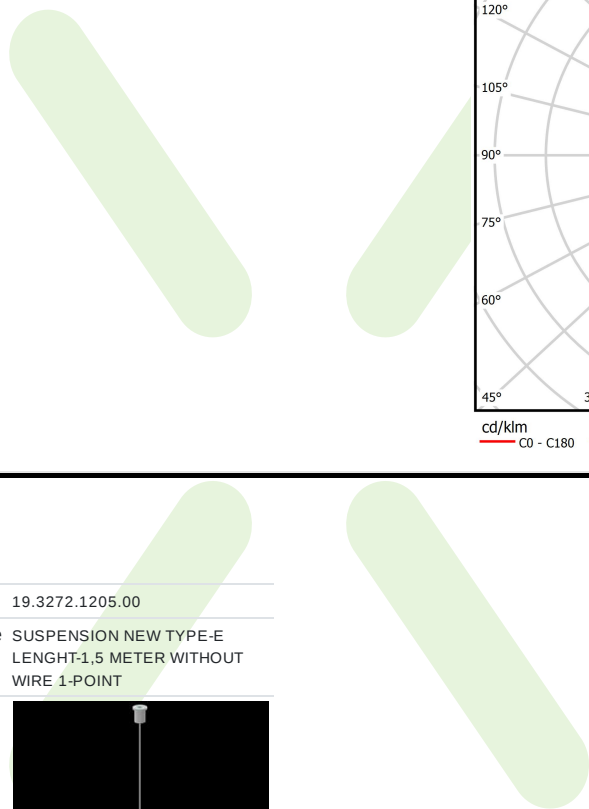 120°
105°
90°
75°
60°
45°
cd/klm
C0 - C180
19.3272.1205.00
SUSPENSION NEW TYPE-E
LENGHT-1,5 METER WITHOUT
WIRE 1-POINT